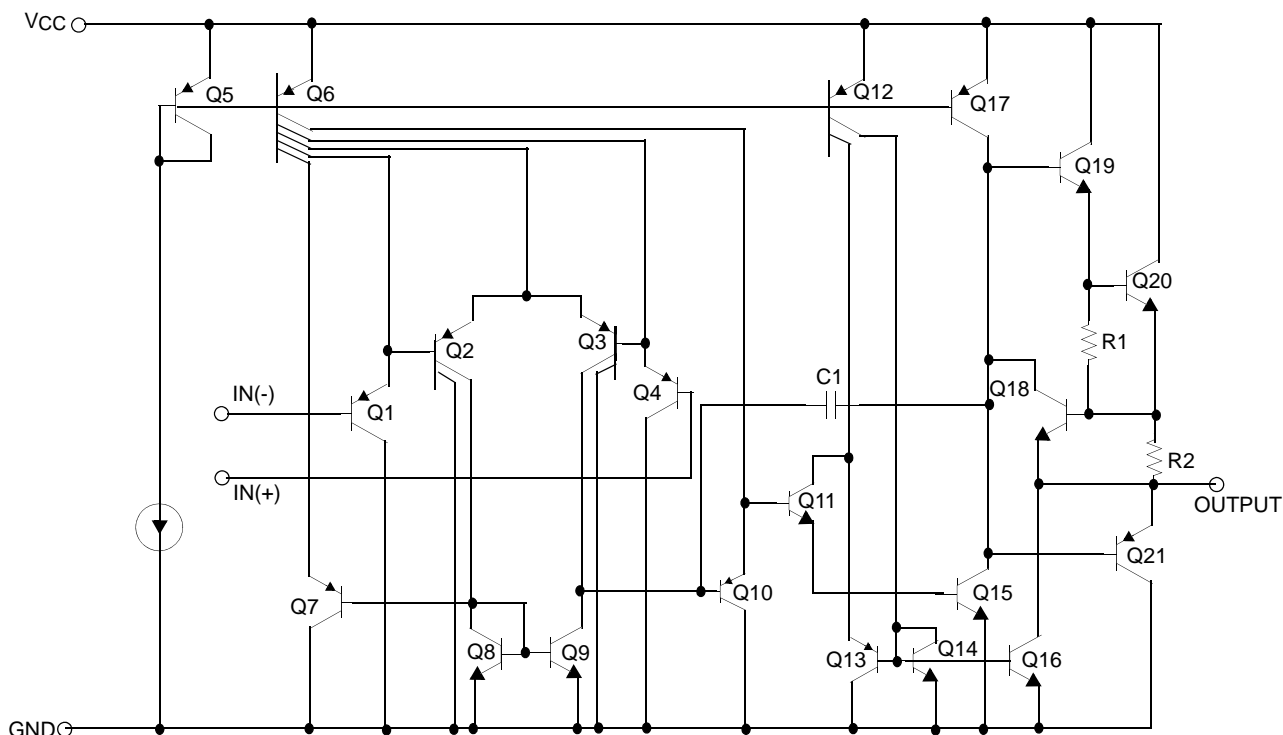 VCC
Q5
Q6
Q12
Q17
Q19
Q20
Q2
Q3
R1
Q4
C1
Q18
IN(-)
Q1
R2
IN(+)
Q11
OUTPUT
Q21
Q7
Q10
Q15
Q8
Q9
Q13
Q14
Q16
GND